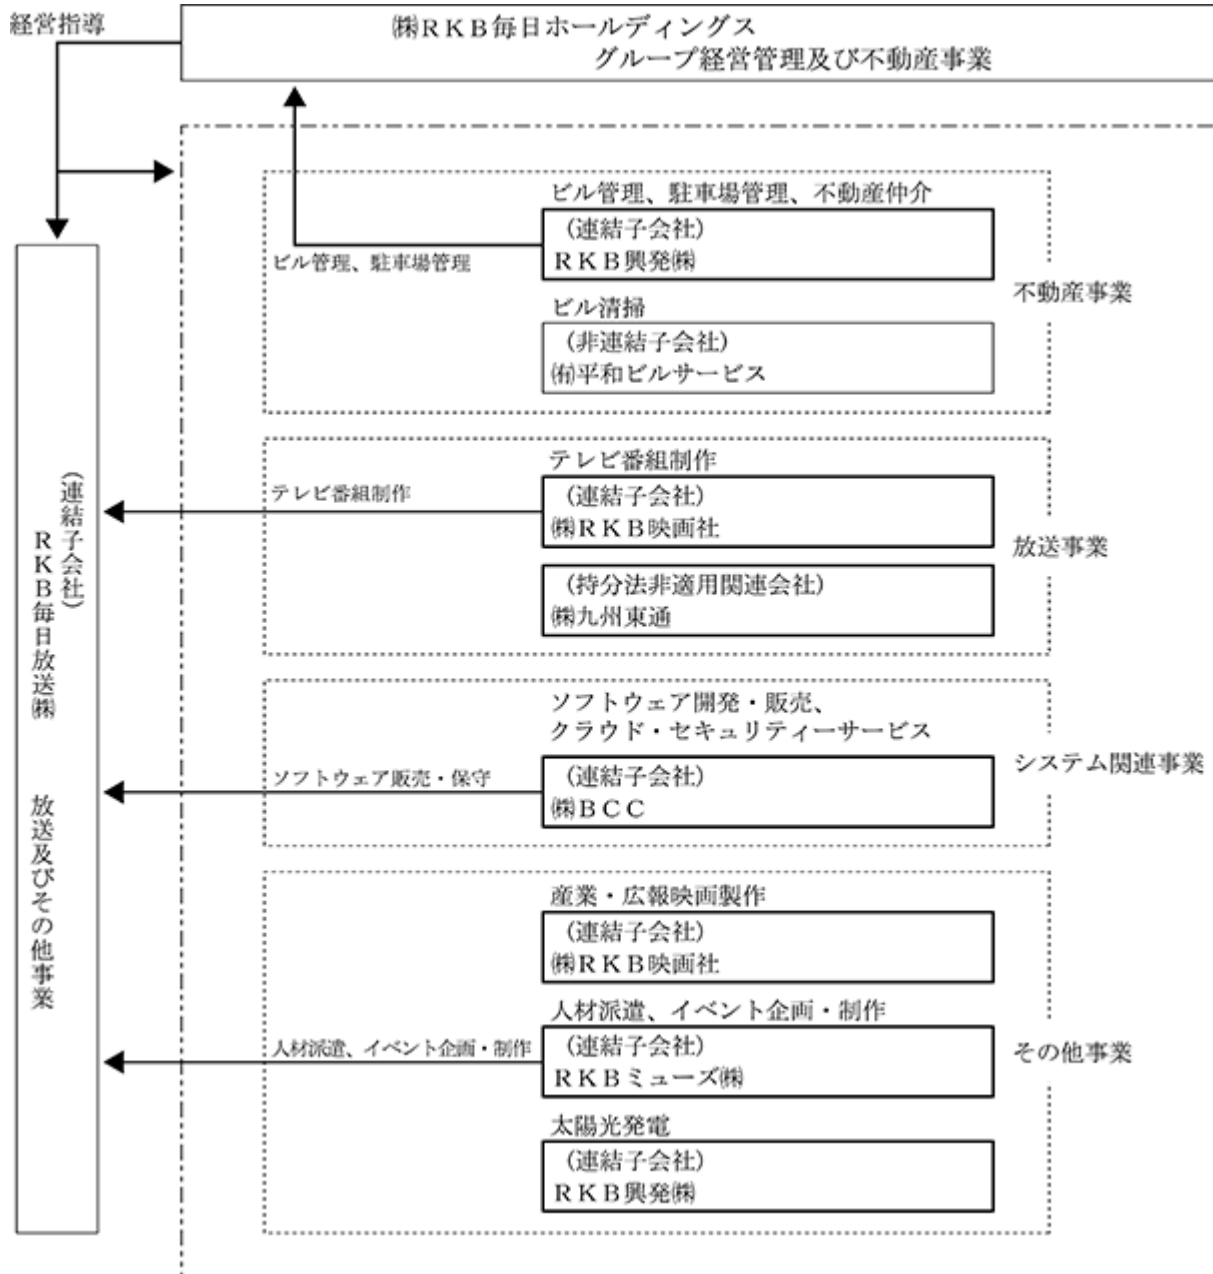 経営指導
㈱ＲＫＢ毎日ホールディングス
グループ経営管理及び不動産事業
ビル管理、駐車場管理、不動産仲介
（連結子会社）
ＲＫＢ興発㈱
ビル管理、駐車場管理
不動産事業
ビル清掃
（非連結子会社）
㈲平和ビルサービス
テレビ番組制作
（連結子会社）
㈱ＲＫＢ映画社
テレビ番組制作
放送事業
（持分法非適用関連会社）
㈱九州東通
ソフトウェア開発・販売、
クラウド・セキュリティーサービス
（連結子会社）
㈱ＢＣＣ
ソフトウェア販売・保守
システム関連事業
産業・広報映画製作
（連結子会社）
㈱ＲＫＢ映画社
人材派遣、イベント企画・制作
（連結子会社）
ＲＫＢミューズ㈱
人材派遣、イベント企画・制作
その他事業
太陽光発電
（連結子会社）
ＲＫＢ興発㈱
（連結子会社）
ＲＫＢ毎日放送㈱　放送及びその他事業